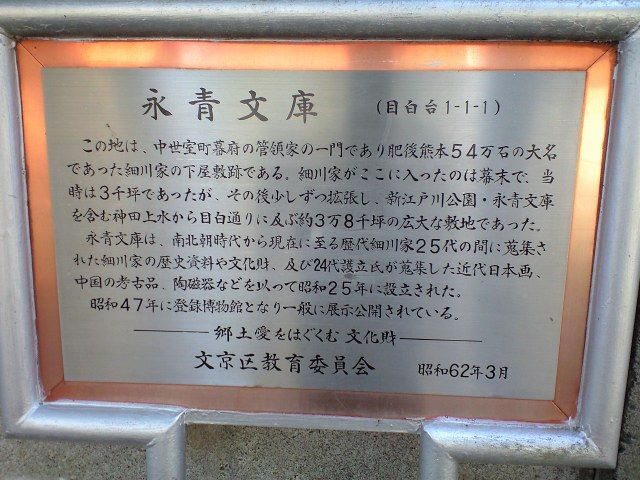 永青文庫　(目白台1-1-1)
この地は、中世室町幕府の管領家の一門であり肥後熊本54万石の大名
であった細川家の下屋敷跡である。細川家がここに入ったのは幕末で、当
時は3千坪であったが、その後少しずつ拡張し、新江戸川公園・永青文庫
を含む神田上水から目白通りに及ぶ約3万8千坪の広大な敷地であった。
永青文庫は、南北朝時代から現在に至る歴代細川家25代の間に蒐集さ
れた細川家の歴史資料や文化財、及び24代護立氏が蒐集した近代日本画、
中国の考古品、陶磁器などを以って昭和25年に設立された。
昭和47年に登録博物館となり一般に展示公開されている。
郷土愛をはぐくむ 文化財
文京区教育委員会　昭和62年3月